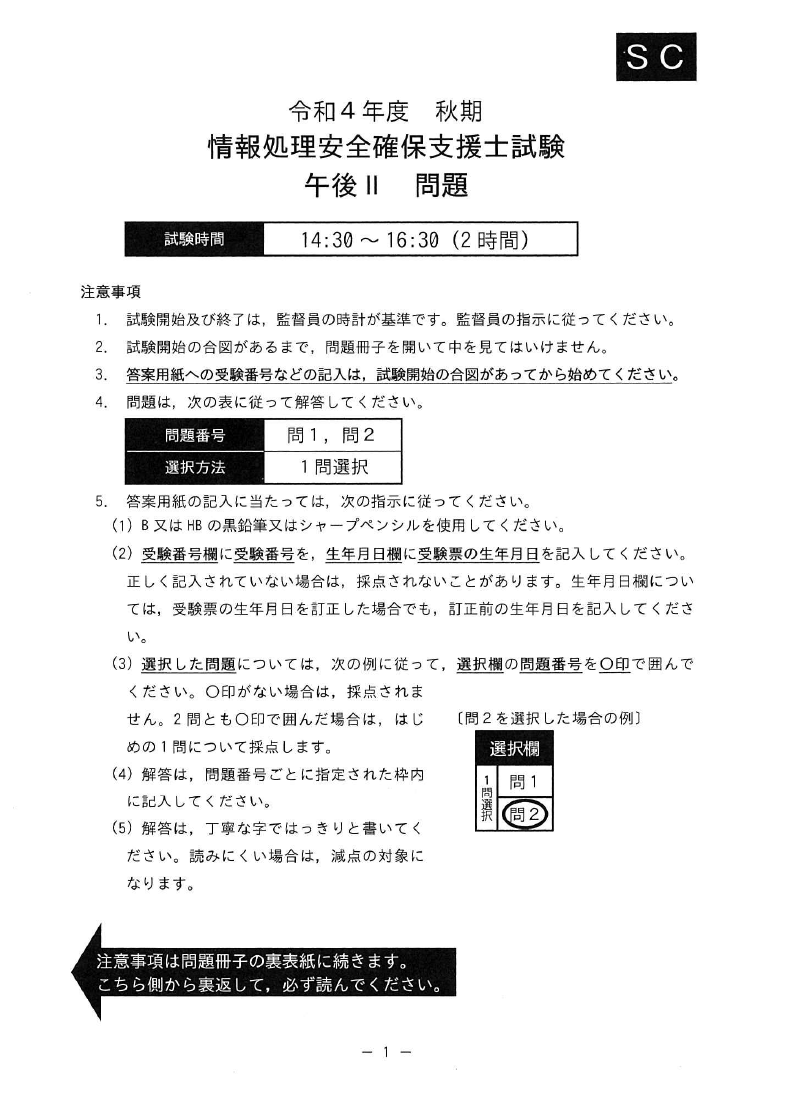 SC
令和4年度 秋期
情報処理安全確保支援士試験
午後Ⅱ 問題
試験時間 14:30 ～ 16:30（2 時間）
注意事項
1. 試験開始及び終了は，監督員の時計が基準です。監督員の指示に従ってください。
2. 試験開始の合図があるまで，問題冊子を開いて中を見てはいけません。
3. 答案用紙への受験番号などの記入は，試験開始の合図があってから始めてください。
4. 問題は，次の表に従って解答してください。
問題番号 問1，問2
選択方法 1問選択
5. 答案用紙の記入に当たっては，次の指示に従ってください。
(1) B 又は HB の黒鉛筆又はシャープペンシルを使用してください。
(2) 受験番号欄に受験番号を，生年月日欄に受験票の生年月日を記入してください。
正しく記入されていない場合は，採点されないことがあります。生年月日欄につい
ては，受験票の生年月日を訂正した場合でも，訂正前の生年月日を記入してくださ
い。
(3) 選択した問題については，次の例に従って，選択欄の問題番号を○印で囲んで
ください。○印がない場合は，採点されま
せん。2 問とも○印で囲んだ場合は，はじ
めの 1 問について採点します。
〔問2を選択した場合の例〕
選択欄
1問選択
問1
問2
(4) 解答は，問題番号ごとに指定された枠内
に記入してください。
(5) 解答は，丁寧な字ではっきりと書いてく
ださい。読みにくい場合は，減点の対象に
なります。
注意事項は問題冊子の裏表紙に続きます。
こちら側から裏返して，必ず読んでください。
－ 1 －